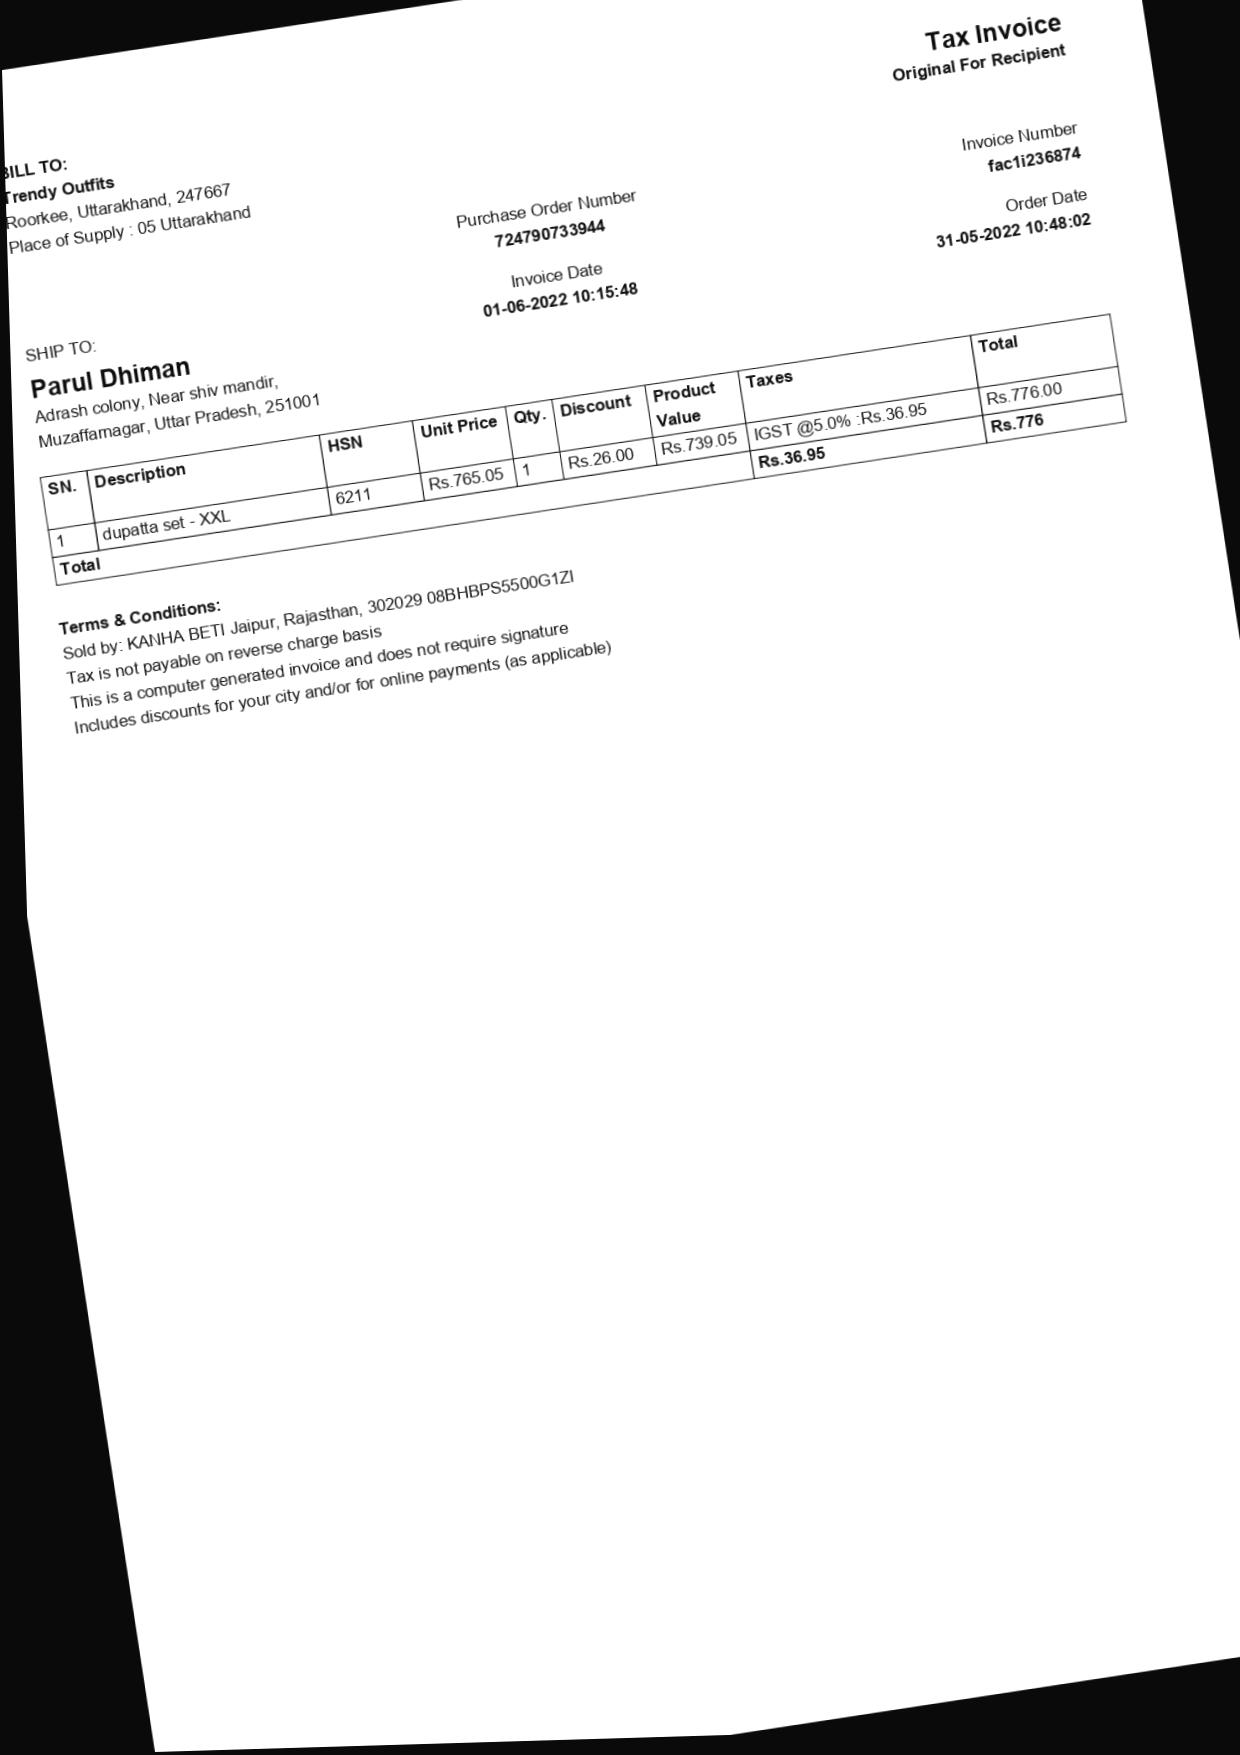 Tax Invoice
Original For Recipient
BILL TO:
Trendy Outfits
Roorkee, Uttarakhand, 247667
Place of Supply : 05 Uttarakhand
Purchase Order Number
724790733944
Invoice Number
fac1i236874
Invoice Date
01-06-2022 10:15:48
Order Date
31-05-2022 10:48:02
SHIP TO:
Parul Dhiman
Adrash colony, Near shiv mandir,
Muzaffarnagar, Uttar Pradesh, 251001
SN. Description HSN Unit Price Qty. Discount Product Value Taxes Total
1 dupatta set - XXL 6211 Rs.765.05 1 Rs.26.00 Rs.739.05 IGST @5.0% :Rs.36.95 Rs.776.00
Total Rs.36.95 Rs.776
Terms & Conditions:
Sold by: KANHA BETI Jaipur, Rajasthan, 302029 08BHBPS5500G1ZI
Tax is not payable on reverse charge basis
This is a computer generated invoice and does not require signature
Includes discounts for your city and/or for online payments (as applicable)